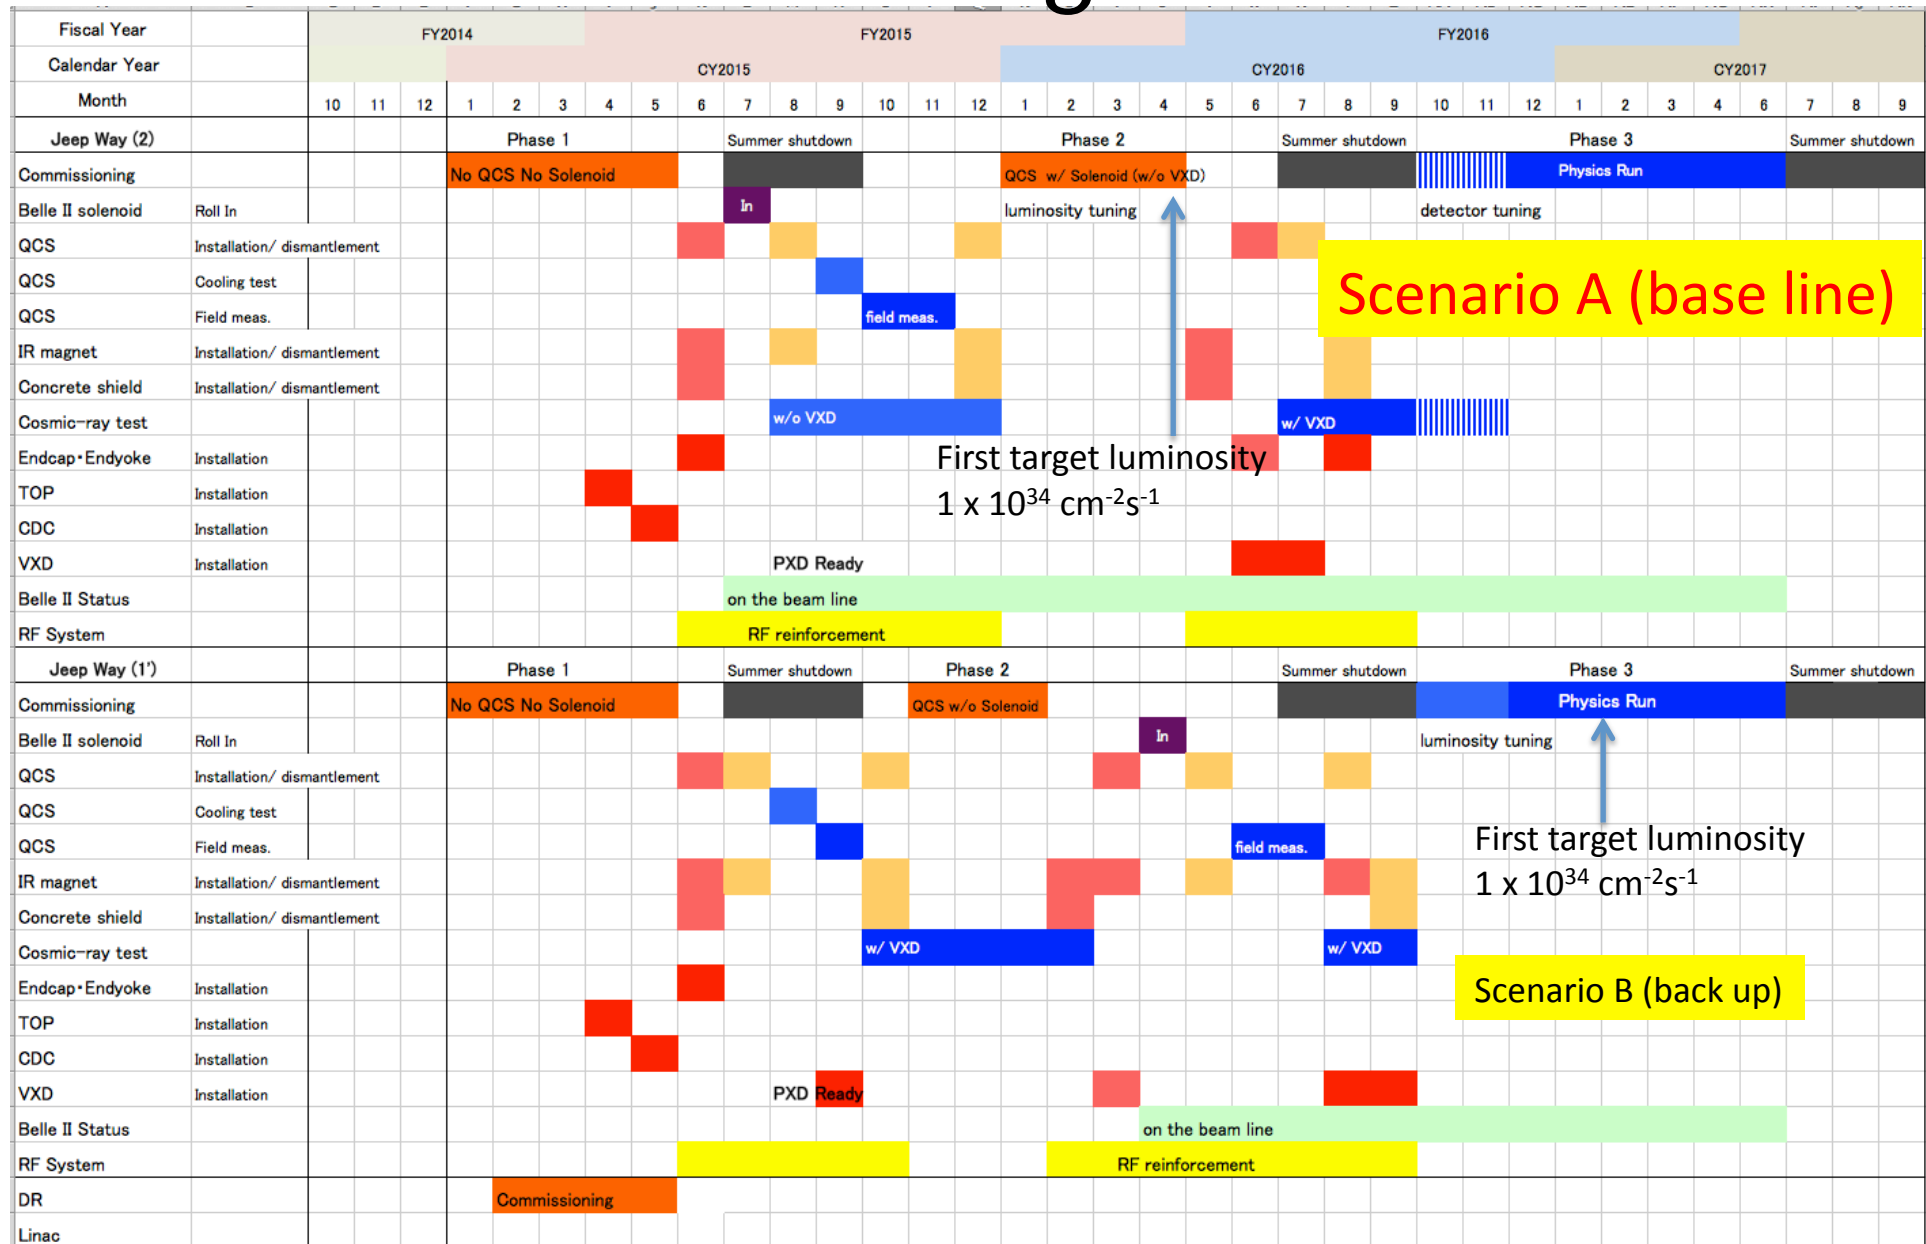 Fiscal Year FY2014 FY2015 FY2016
Calendar Year CY2015 CY2016 CY2017
Month 10 11 12 1 2 3 4 5 6 7 8 9 10 11 12 1 2 3 4 5 6 7 8 9 10 11 12 1 2 3 4 6 7 8 9
Jeep Way (2) Phase 1 Summer shutdown Phase 2 Summer shutdown Phase 3 Summer shutdown
Commissioning No QCS No Solenoid QCS w/ Solenoid (w/o VXD) Physics Run
Belle II solenoid Roll In In luminosity tuning detector tuning
QCS Installation/ dismantlement
QCS Cooling test
Scenario A (base line)
QCS Field meas. field meas.
IR magnet Installation/ dismantlement
Concrete shield Installation/ dismantlement
Cosmic-ray test w/o VXD w/ VXD
Endcap・Endyoke Installation
First target luminosity
1 x 10³⁴ cm⁻²s⁻¹
TOP Installation
CDC Installation
VXD Installation PXD Ready
Belle II Status on the beam line
RF System RF reinforcement
Jeep Way (1') Phase 1 Summer shutdown Phase 2 Summer shutdown Phase 3 Summer shutdown
Commissioning No QCS No Solenoid QCS w/o Solenoid Physics Run
Belle II solenoid Roll In In luminosity tuning
QCS Installation/ dismantlement
QCS Cooling test
QCS Field meas. field meas.
First target luminosity
1 x 10³⁴ cm⁻²s⁻¹
IR magnet Installation/ dismantlement
Concrete shield Installation/ dismantlement
Cosmic-ray test w/ VXD w/ VXD
Endcap・Endyoke Installation
Scenario B (back up)
TOP Installation
CDC Installation
VXD Installation PXD Ready
Belle II Status on the beam line
RF System RF reinforcement
DR Commissioning
Linac